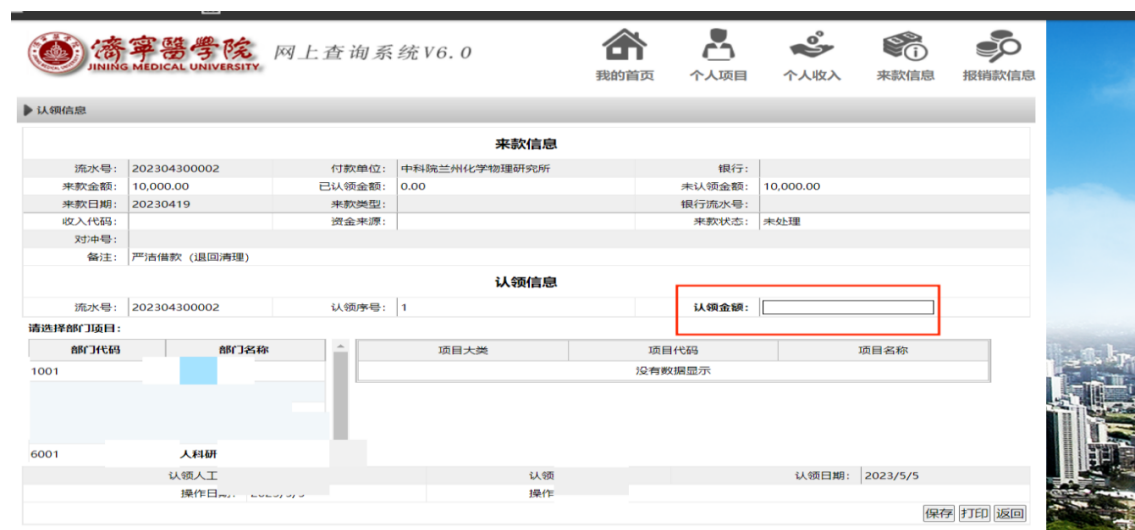 濟寧醫學院 网上查询系统V6.0
JINING MEDICAL UNIVERSITY
我的首页 个人项目 个人收入 来款信息 报销款信息
认领信息
来款信息
流水号: 202304300002 付款单位: 中科院兰州化学物理研究所 银行:
来款金额: 10,000.00 已认领金额: 0.00 未认领金额: 10,000.00
来款日期: 20230419 来款类型: 银行流水号:
收入代码: 资金来源: 来款状态: 未处理
对冲号:
备注: 严洁借款（退回清理）
认领信息
流水号: 202304300002 认领序号: 1 认领金额:
请选择部门项目:
部门代码 部门名称 项目大类 项目代码 项目名称
1001 没有数据显示
6001 人科研
认领人工 认领 认领日期: 2023/5/5
操作日 操作
保存 打印 返回